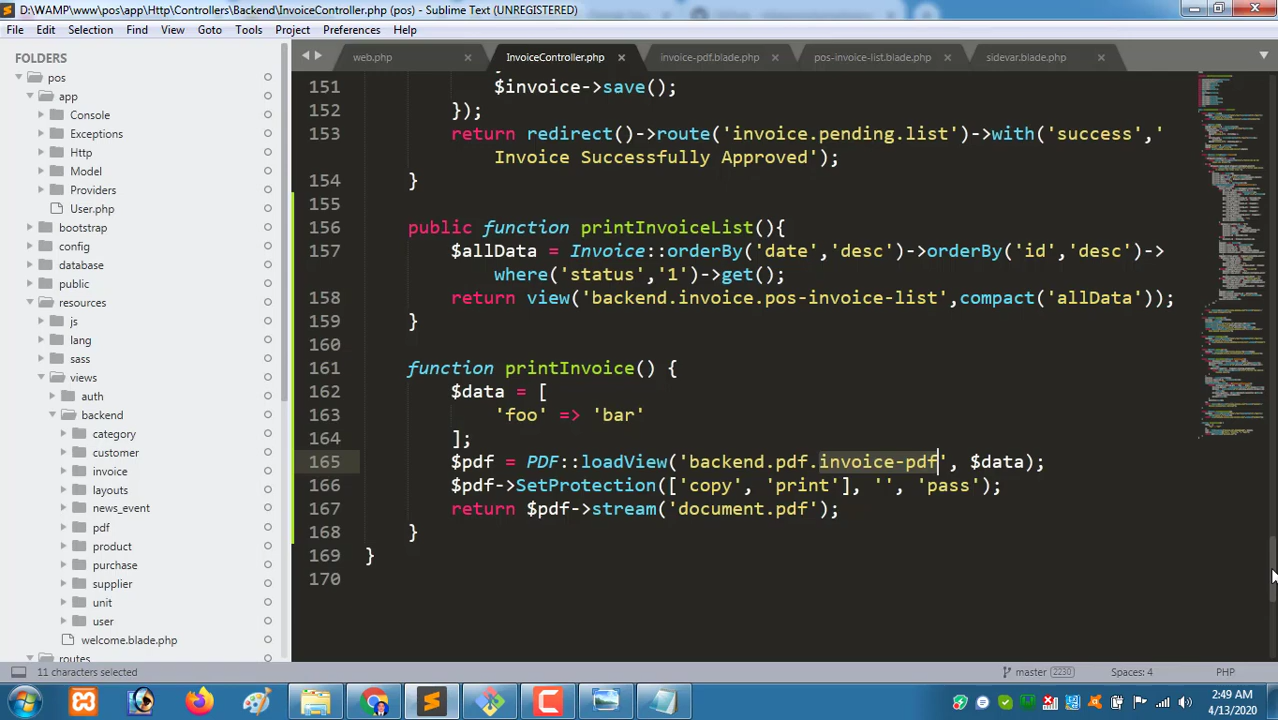 D:\WAMP\www\pos\app\Http\Controllers\Backend\InvoiceController.php (pos) - Sublime Text (UNREGISTERED)
File Edit Selection Find View Goto Tools Project Preferences Help
FOLDERS
pos
app
Console
Exceptions
Http
Model
Providers
User.php
bootstrap
config
database
public
resources
js
lang
sass
views
auth
backend
category
customer
invoice
layouts
news_event
pdf
product
purchase
supplier
unit
user
welcome.blade.php
routes
web.php InvoiceController.php invoice-pdf.blade.php pos-invoice-list.blade.php sidevar.blade.php
151 $invoice->save();
152 });
153 return redirect()->route('invoice.pending.list')->with('success','
Invoice Successfully Approved');
154 }
155
156 public function printInvoiceList(){
157 $allData = Invoice::orderBy('date','desc')->orderBy('id','desc')->
where('status','1')->get();
158 return view('backend.invoice.pos-invoice-list',compact('allData'));
159 }
160
161 function printInvoice() {
162 $data = [
163 'foo' => 'bar'
164 ];
165 $pdf = PDF::loadView('backend.pdf.invoice-pdf', $data);
166 $pdf->SetProtection(['copy', 'print'], '', 'pass');
167 return $pdf->stream('document.pdf');
168 }
169 }
170
11 characters selected master 2230 Spaces: 4 PHP
2:49 AM
4/13/2020